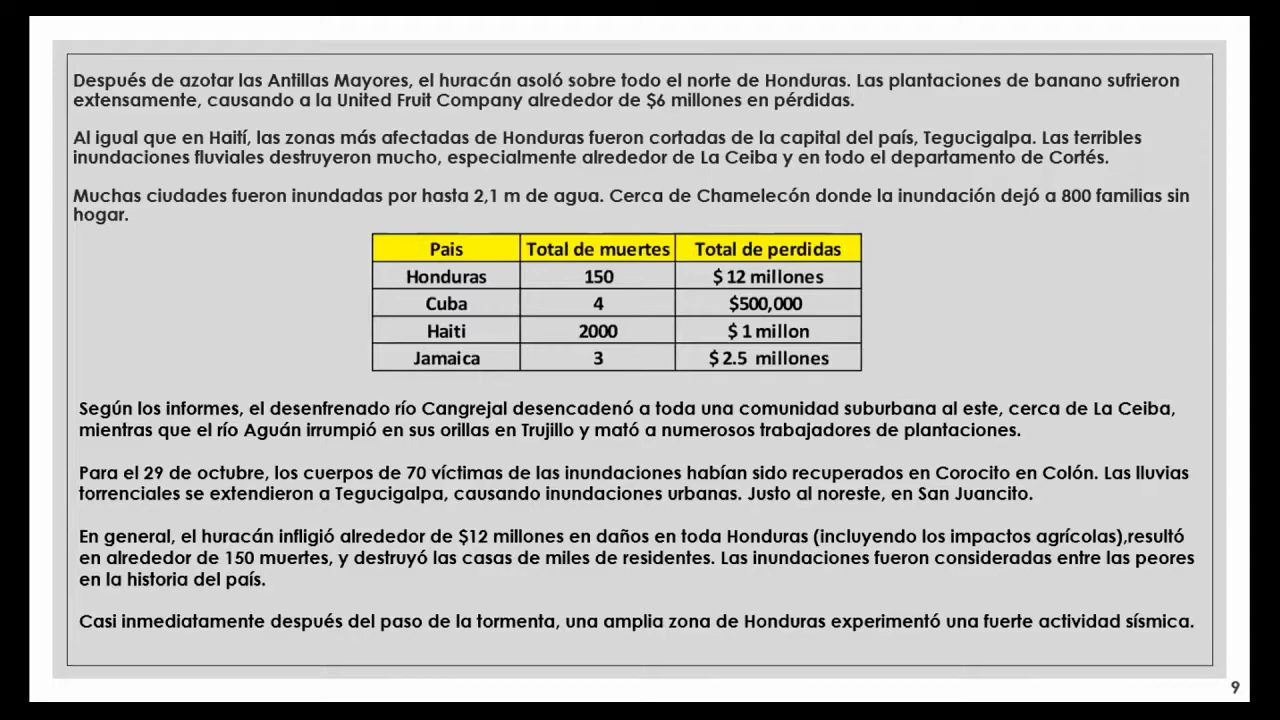 Después de azotar las Antillas Mayores, el huracán asoló sobre todo el norte de Honduras. Las plantaciones de banano sufrieron
extensamente, causando a la United Fruit Company alrededor de $6 millones en pérdidas.
Al igual que en Haití, las zonas más afectadas de Honduras fueron cortadas de la capital del país, Tegucigalpa. Las terribles
inundaciones fluviales destruyeron mucho, especialmente alrededor de La Ceiba y en todo el departamento de Cortés.
Muchas ciudades fueron inundadas por hasta 2,1 m de agua. Cerca de Chamelecón donde la inundación dejó a 800 familias sin
hogar.
Pais Total de muertes Total de perdidas
Honduras 150 $ 12 millones
Cuba 4 $500,000
Haiti 2000 $ 1 millon
Jamaica 3 $ 2.5 millones
Según los informes, el desenfrenado río Cangrejal desencadenó a toda una comunidad suburbana al este, cerca de La Ceiba,
mientras que el río Aguán irrumpió en sus orillas en Trujillo y mató a numerosos trabajadores de plantaciones.
Para el 29 de octubre, los cuerpos de 70 víctimas de las inundaciones habían sido recuperados en Corocito en Colón. Las lluvias
torrenciales se extendieron a Tegucigalpa, causando inundaciones urbanas. Justo al noreste, en San Juancito.
En general, el huracán infligió alrededor de $12 millones en daños en toda Honduras (incluyendo los impactos agrícolas),resultó
en alrededor de 150 muertes, y destruyó las casas de miles de residentes. Las inundaciones fueron consideradas entre las peores
en la historia del país.
Casi inmediatamente después del paso de la tormenta, una amplia zona de Honduras experimentó una fuerte actividad sísmica.
9